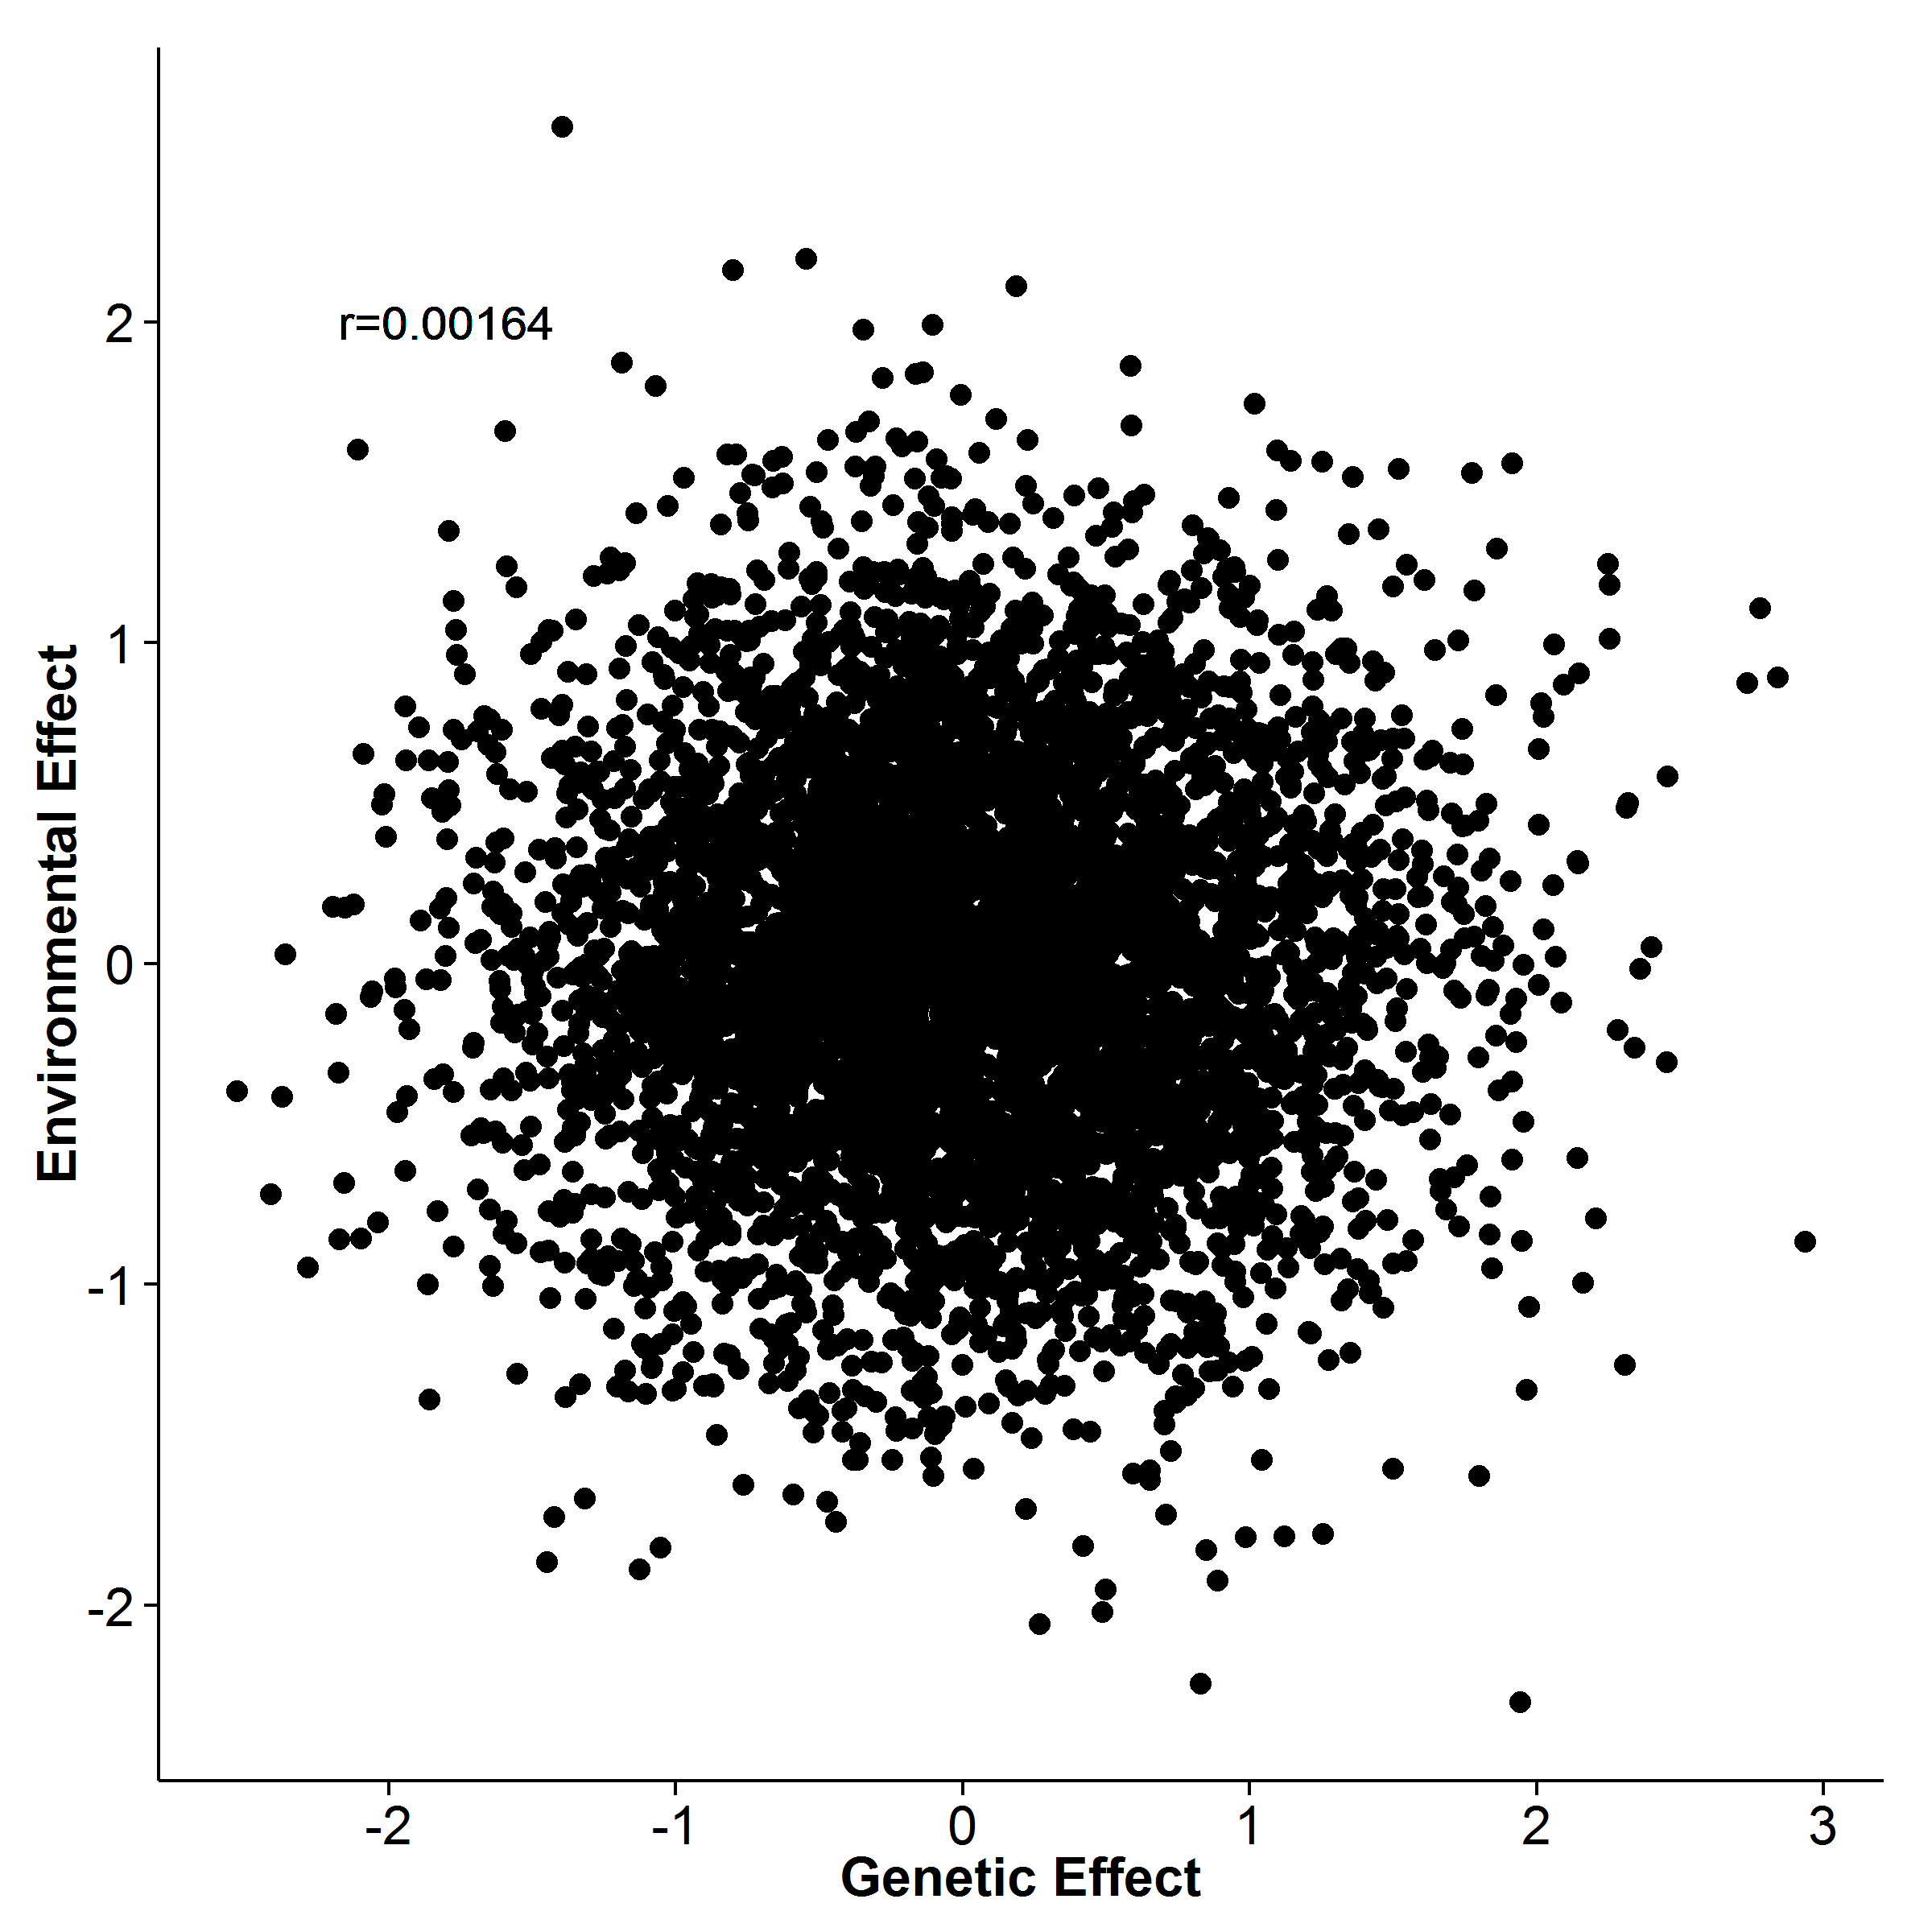 r=0.00164
2
1
0
-1
-2
Environmental Effect
-2 -1 0 1 2 3
Genetic Effect